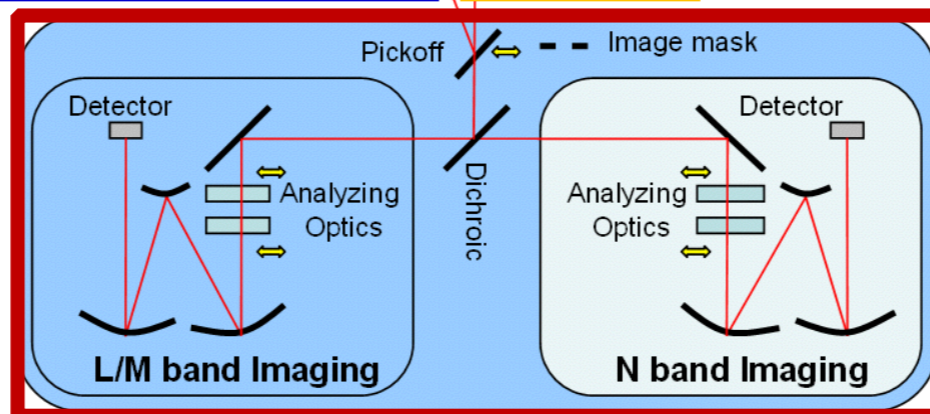 Pickoff
Image mask
Detector
Detector
Dichroic
Analyzing
Optics
Analyzing
Optics
L/M band Imaging
N band Imaging